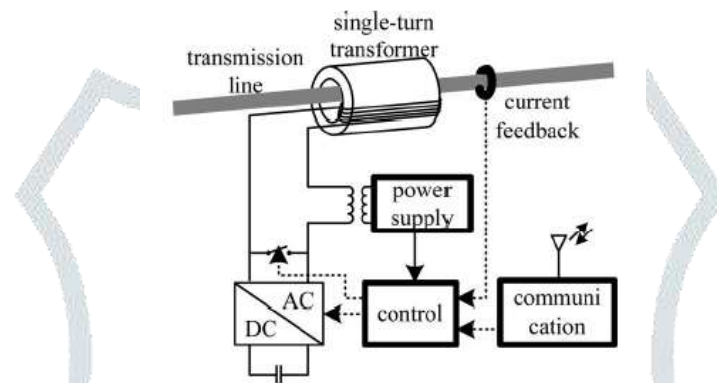 single-turn
transformer
transmission
line
current
feedback
power
supply
AC
DC
control
communi
cation